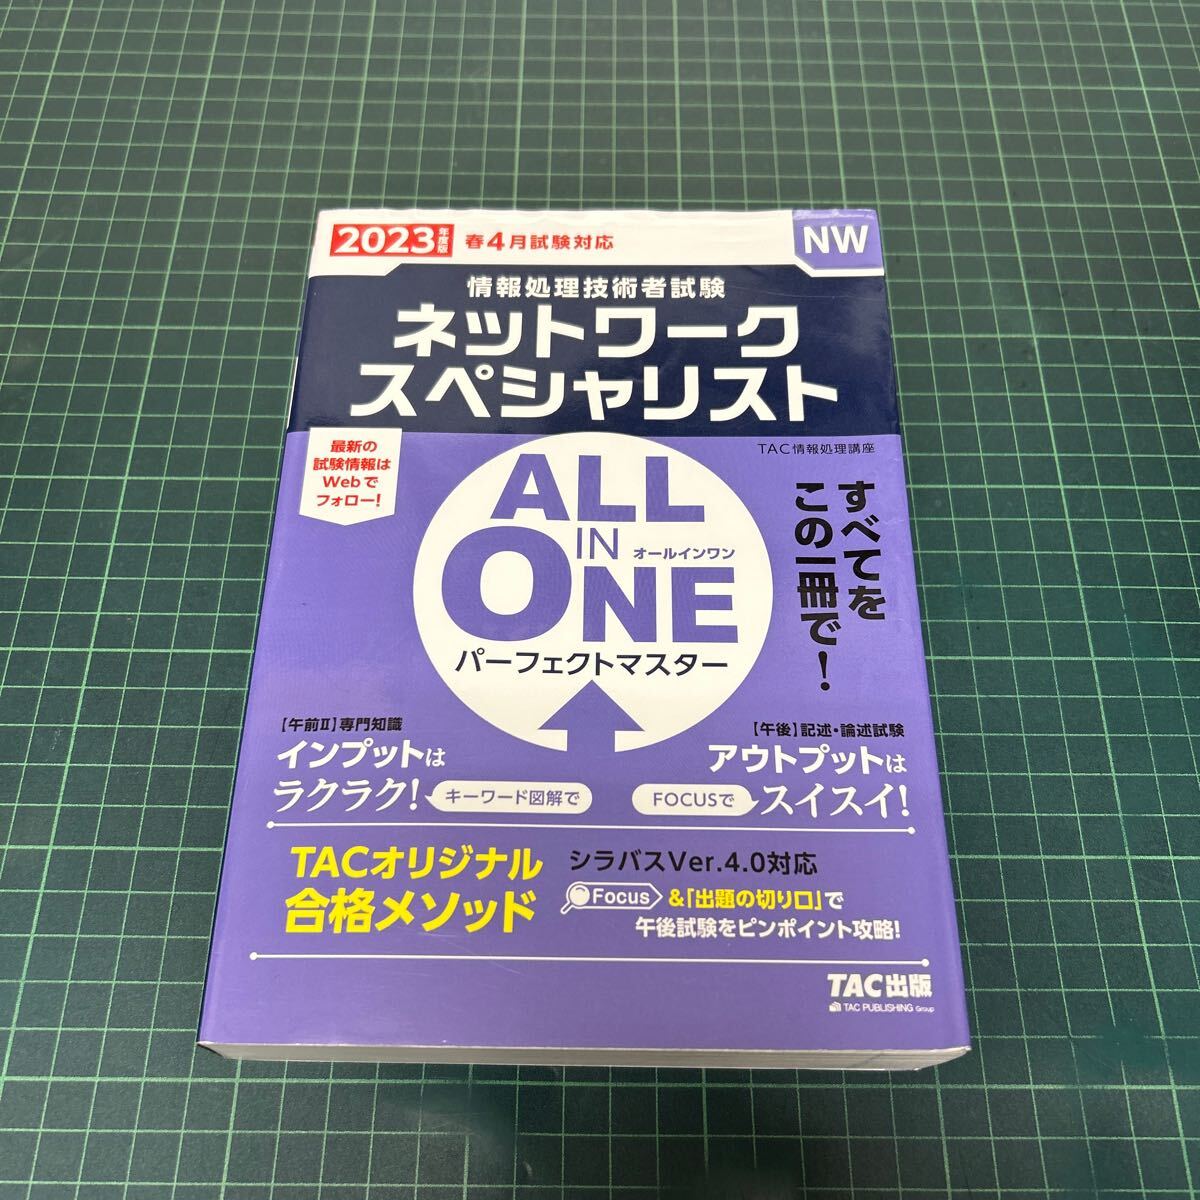 2023年度版 春4月試験対応
NW
情報処理技術者試験
ネットワーク
スペシャリスト
TAC情報処理講座
最新の
試験情報は
Webで
フォロー!
ALL
IN
オールインワン
ONE
パーフェクトマスター
すべてを
この一冊で!
【午前Ⅱ】専門知識
インプットは
ラクラク!
キーワード図解で
【午後】記述・論述試験
アウトプットは
FOCUSで
スイスイ!
TACオリジナル
合格メソッド
シラバスVer.4.0対応
Focus &「出題の切り口」で
午後試験をピンポイント攻略!
TAC出版
TAC PUBLISHING Group